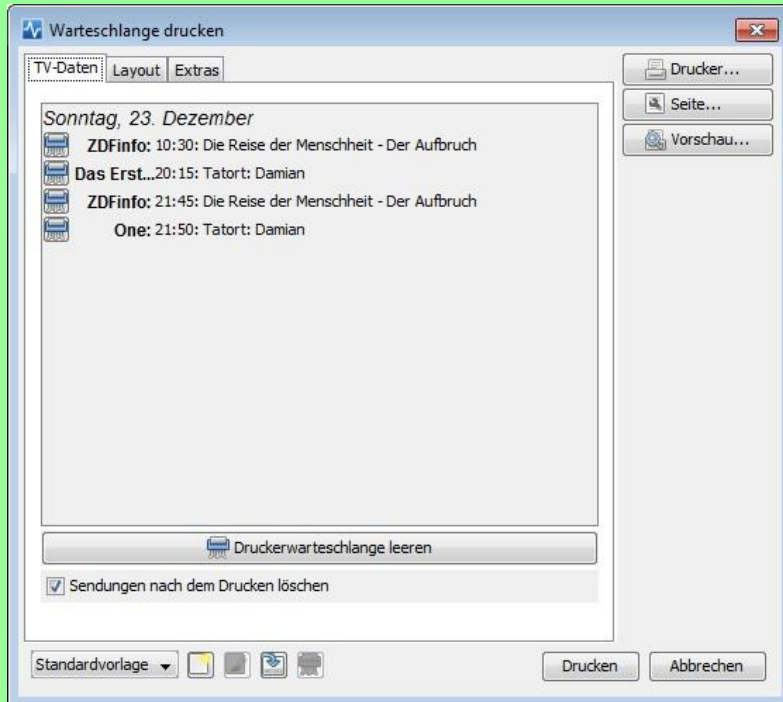 Warteschlange drucken
TV-Daten Layout Extras
Drucker...
Seite...
Vorschau...
Sonntag, 23. Dezember
ZDFinfo: 10:30: Die Reise der Menschheit - Der Aufbruch
Das Erst...20:15: Tatort: Damian
ZDFinfo: 21:45: Die Reise der Menschheit - Der Aufbruch
One: 21:50: Tatort: Damian
Druckerwarteschlange leeren
Sendungen nach dem Drucken löschen
Standardvorlage
Drucken Abbrechen